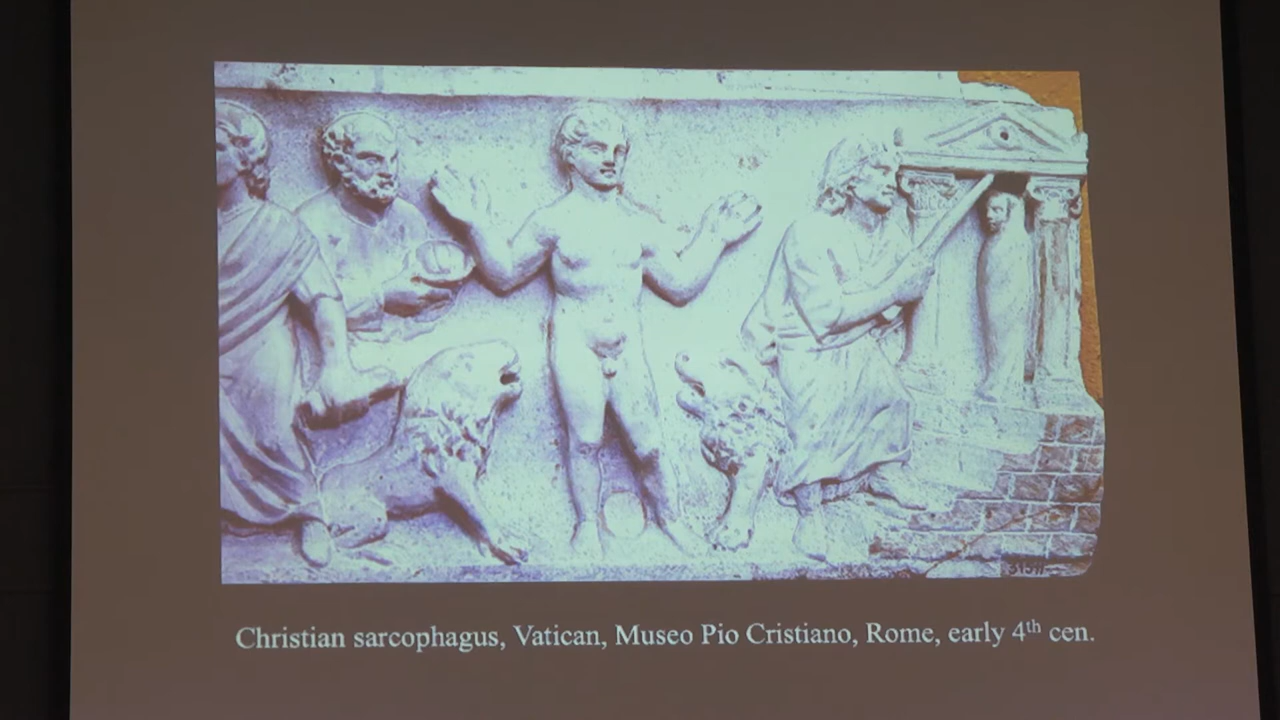 Christian sarcophagus, Vatican, Museo Pio Cristiano, Rome, early 4th cen.